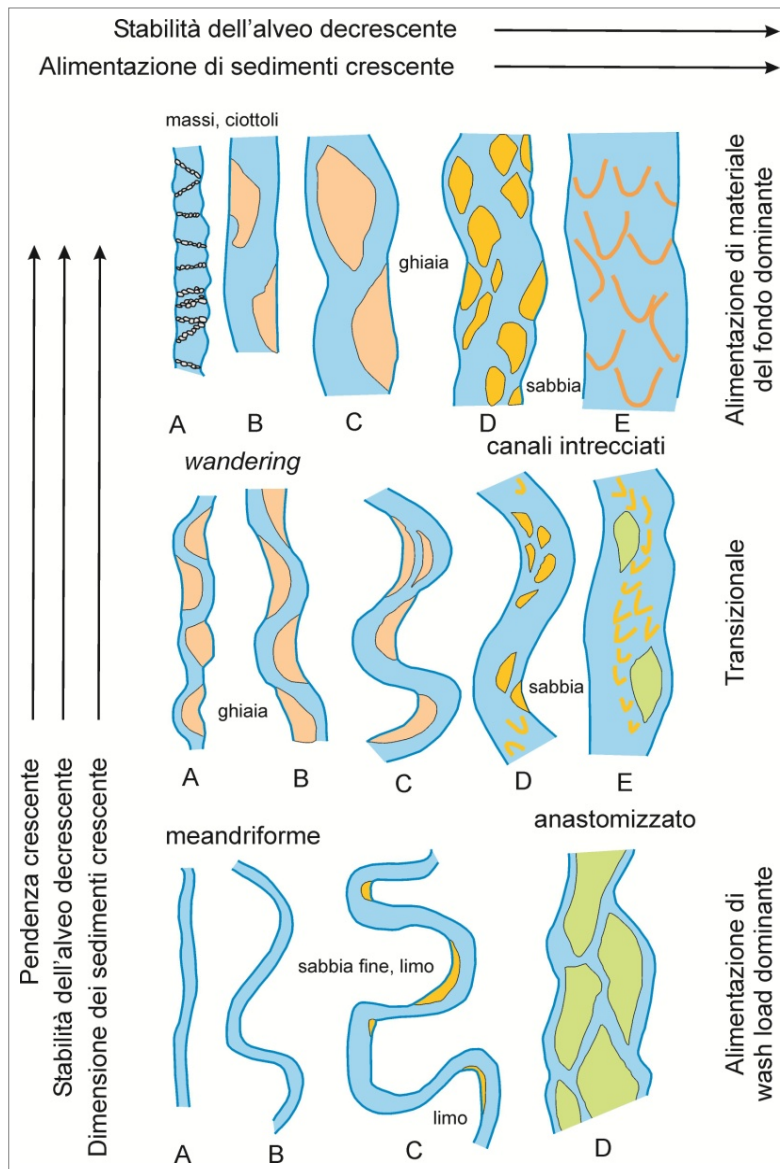 Stabilità dell'alveo decrescente
Alimentazione di sedimenti crescente
massi, ciottoli
ghiaia
sabbia
A
B
C
D
E
Alimentazione di materiale
del fondo dominante
wandering
canali intrecciati
ghiaia
sabbia
A
B
C
D
E
Transizionale
meandriforme
anastomizzato
sabbia fine, limo
limo
A
B
C
D
Alimentazione di
wash load dominante
Pendenza crescente
Stabilità dell'alveo decrescente
Dimensione dei sedimenti crescente